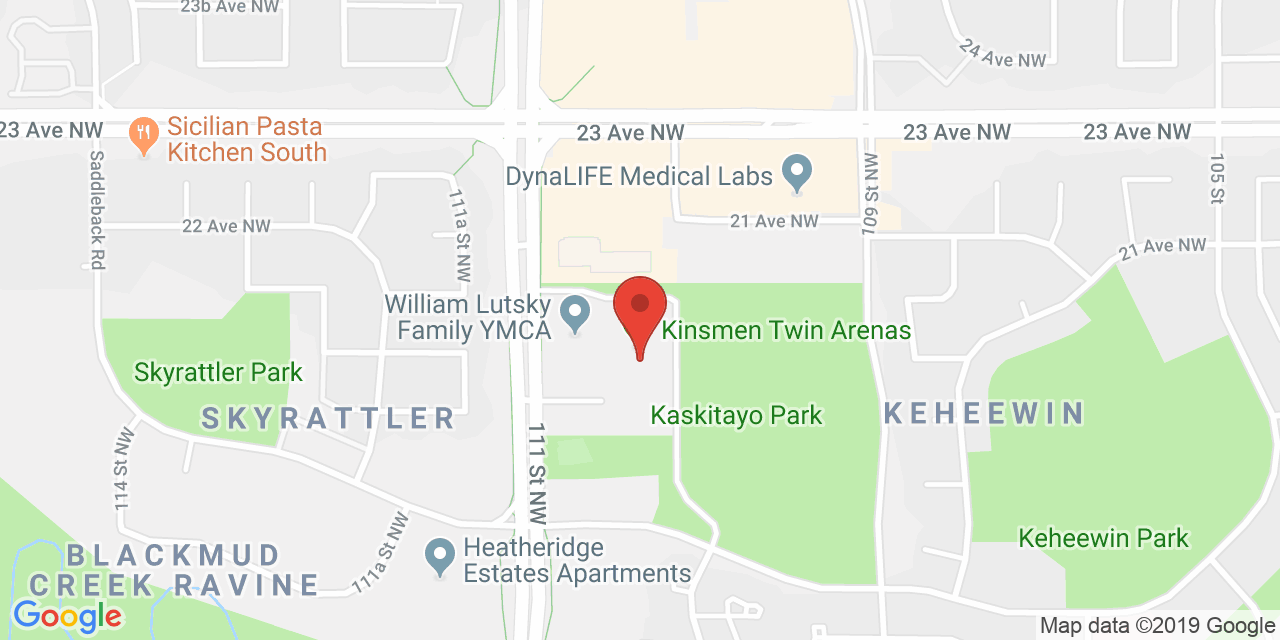 23b Ave NW
24 Ave NW
23 Ave NW
23 Ave NW
23 Ave NW
23 Ave NW
Sicilian Pasta
Kitchen South
Saddleback Rd
DynaLIFE Medical Labs
109 St NW
105 St
111a St NW
22 Ave NW
21 Ave NW
21 Ave NW
William Lutsky
Family YMCA
Kinsmen Twin Arenas
Skyrattler Park
SKYRATTLER
Kaskitayo Park
KEHEEWIN
114 St NW
111 St NW
111a St NW
Keheewin Park
BLACKMUD
CREEK RAVINE
Heatheridge
Estates Apartments
Google
Map data ©2019 Google